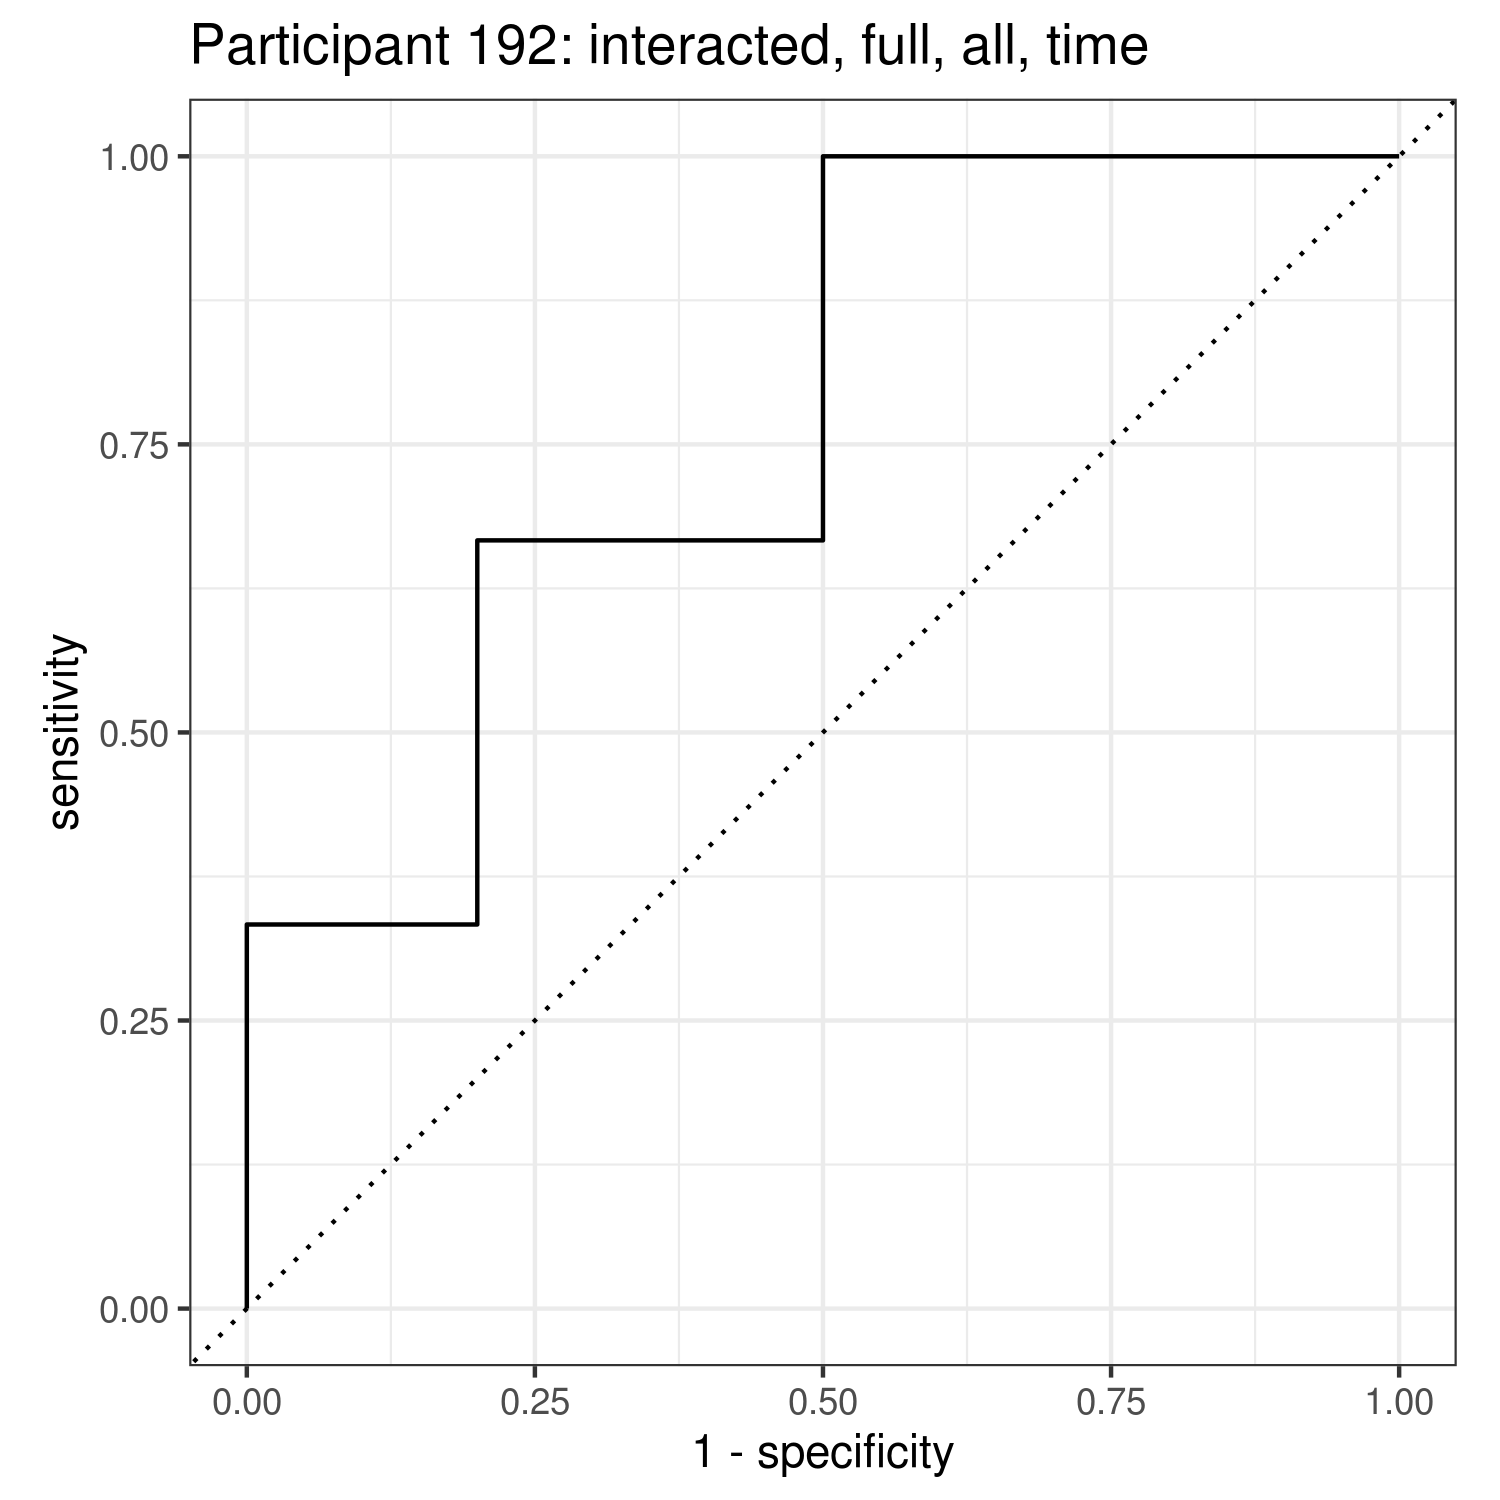 Participant 192: interacted, full, all, time
1.00
0.75
0.50
0.25
0.00
sensitivity
0.00 0.25 0.50 0.75 1.00
1 - specificity